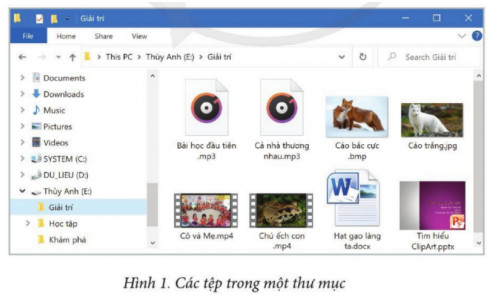 Giải trí
File Home Share View
This PC > Thùy Anh (E:) > Giải trí
Search Giải trí
Documents
Downloads
Music
Pictures
Videos
SYSTEM (C:)
DU_LIEU (D:)
Thùy Anh (E:)
Giải trí
Học tập
Khám phá
Bài học đầu tiên
.mp3
Cả nhà thương
nhau.mp3
Cáo bắc cực
.bmp
Cáo trắng.jpg
Cô và Mẹ.mp4
Chú ếch con
.mp4
Hạt gạo làng
ta.docx
Tìm hiểu
ClipArt.pptx
Hình 1. Các tệp trong một thư mục